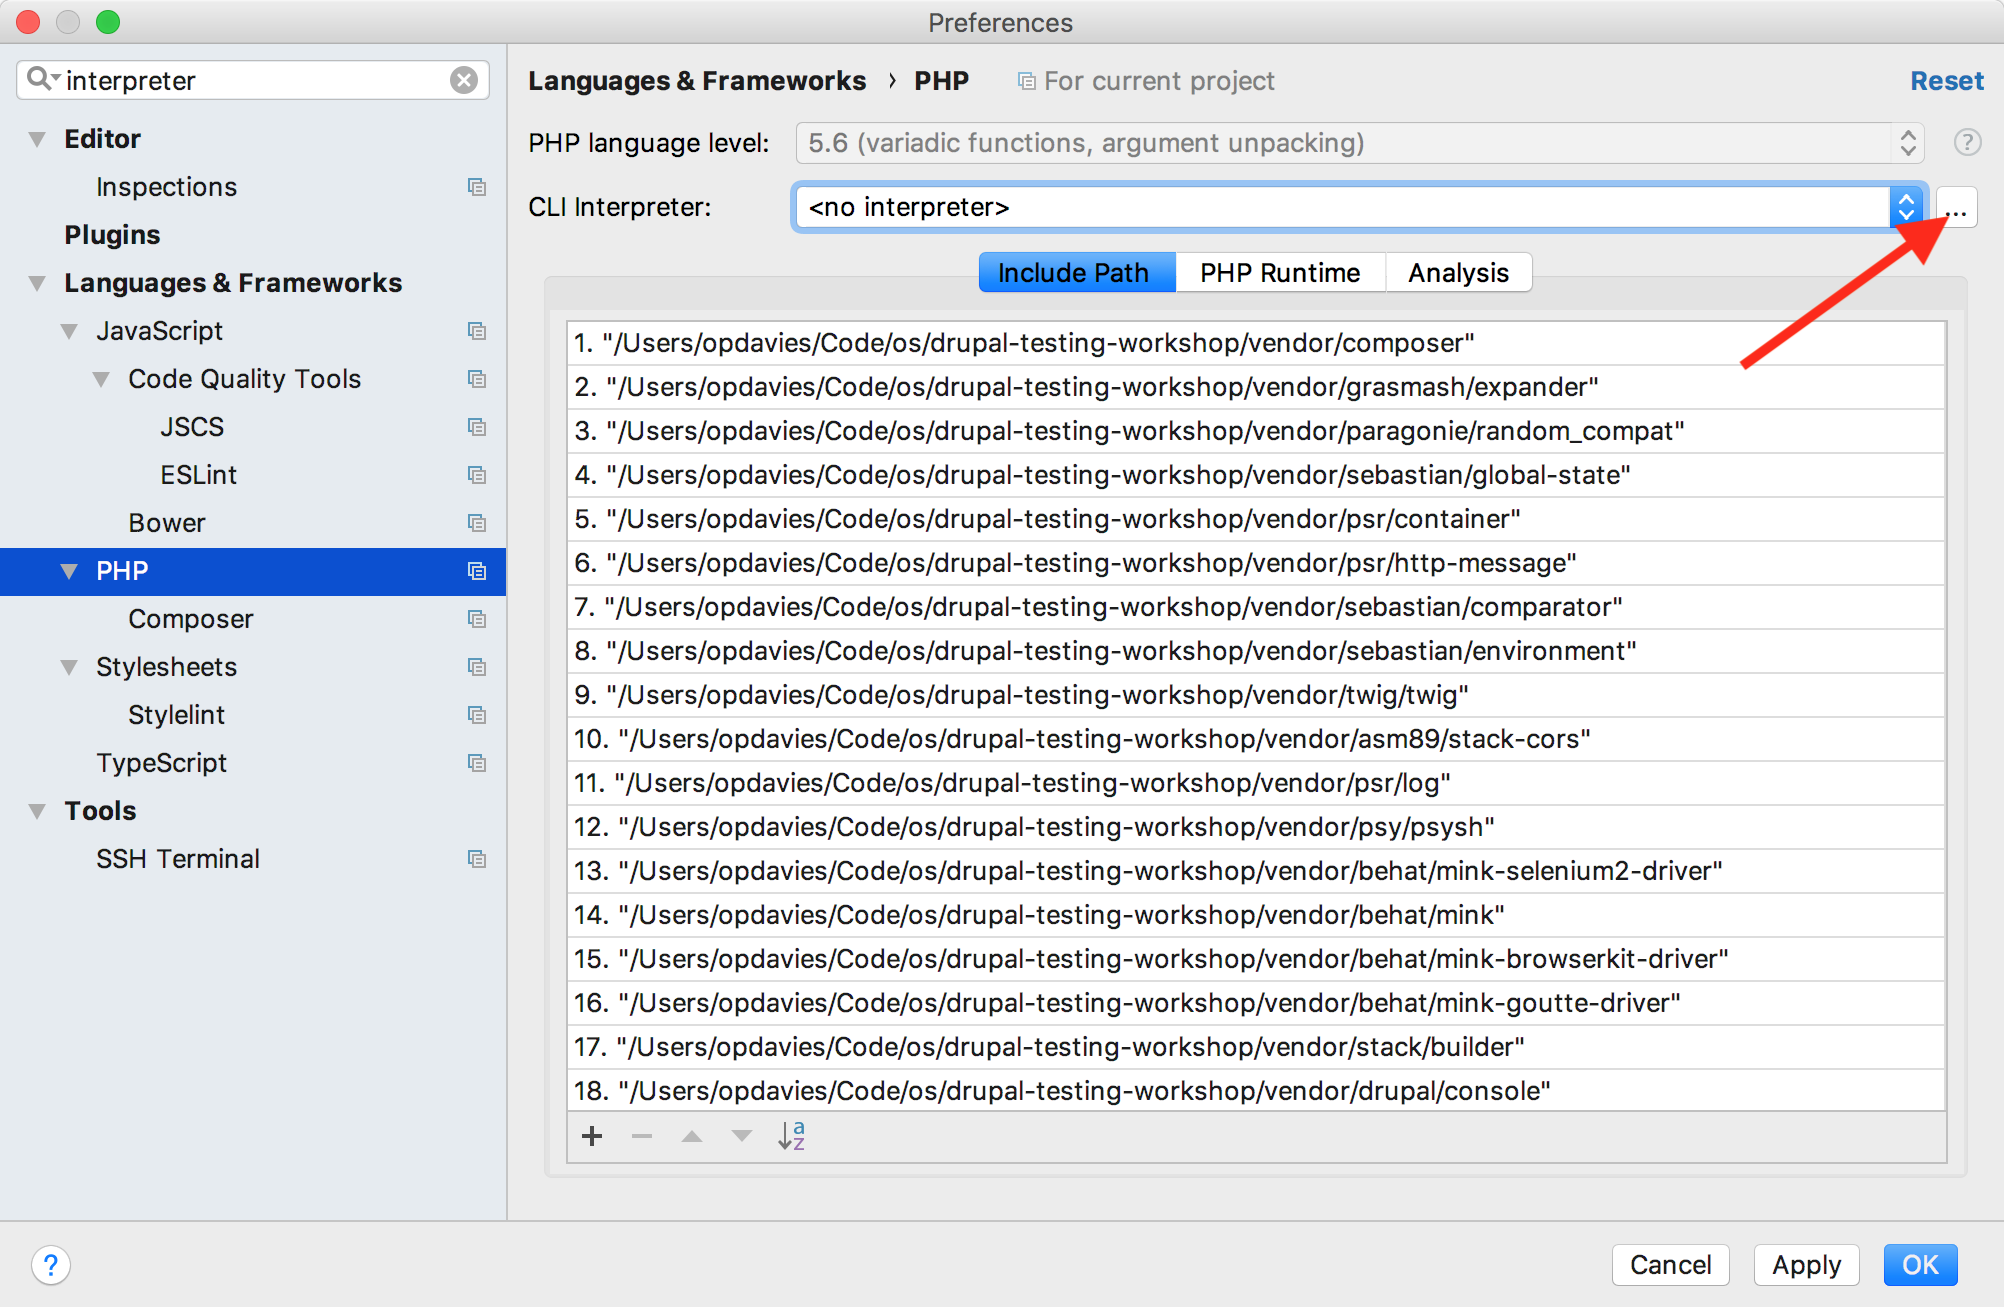 Preferences
interpreter
Editor
Inspections
Plugins
Languages & Frameworks
JavaScript
Code Quality Tools
JSCS
ESLint
Bower
PHP
Composer
Stylesheets
Stylelint
TypeScript
Tools
SSH Terminal
Languages & Frameworks › PHP For current project Reset
PHP language level: 5.6 (variadic functions, argument unpacking) ?
CLI Interpreter: <no interpreter> ...
Include Path PHP Runtime Analysis
1. "/Users/opdavies/Code/os/drupal-testing-workshop/vendor/composer"
2. "/Users/opdavies/Code/os/drupal-testing-workshop/vendor/grasmash/expander"
3. "/Users/opdavies/Code/os/drupal-testing-workshop/vendor/paragonie/random_compat"
4. "/Users/opdavies/Code/os/drupal-testing-workshop/vendor/sebastian/global-state"
5. "/Users/opdavies/Code/os/drupal-testing-workshop/vendor/psr/container"
6. "/Users/opdavies/Code/os/drupal-testing-workshop/vendor/psr/http-message"
7. "/Users/opdavies/Code/os/drupal-testing-workshop/vendor/sebastian/comparator"
8. "/Users/opdavies/Code/os/drupal-testing-workshop/vendor/sebastian/environment"
9. "/Users/opdavies/Code/os/drupal-testing-workshop/vendor/twig/twig"
10. "/Users/opdavies/Code/os/drupal-testing-workshop/vendor/asm89/stack-cors"
11. "/Users/opdavies/Code/os/drupal-testing-workshop/vendor/psr/log"
12. "/Users/opdavies/Code/os/drupal-testing-workshop/vendor/psy/psysh"
13. "/Users/opdavies/Code/os/drupal-testing-workshop/vendor/behat/mink-selenium2-driver"
14. "/Users/opdavies/Code/os/drupal-testing-workshop/vendor/behat/mink"
15. "/Users/opdavies/Code/os/drupal-testing-workshop/vendor/behat/mink-browserkit-driver"
16. "/Users/opdavies/Code/os/drupal-testing-workshop/vendor/behat/mink-goutte-driver"
17. "/Users/opdavies/Code/os/drupal-testing-workshop/vendor/stack/builder"
18. "/Users/opdavies/Code/os/drupal-testing-workshop/vendor/drupal/console"
a
z
? Cancel Apply OK